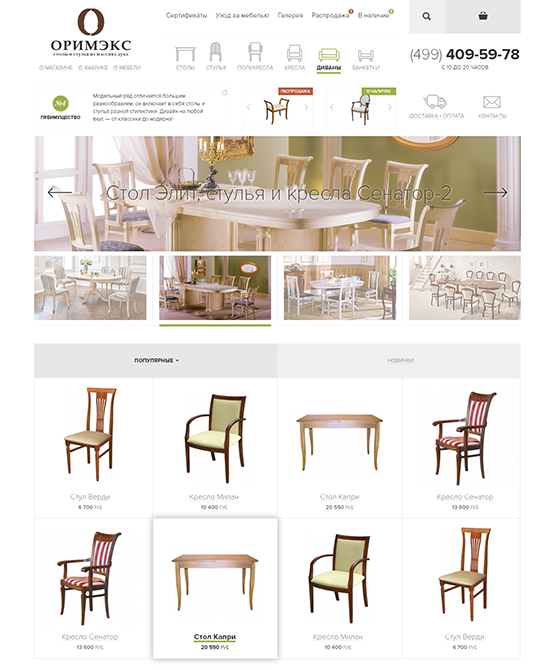 Сертификаты Уход за мебелью Галерея Распродажа В наличие
ОРИМЭКС
СТОЛЫ И СТУЛЬЯ ИЗ МАССИВА ДУБА
О МАГАЗИНЕ О ФАБРИКЕ О МЕБЕЛИ
СТОЛЫ СТУЛЬЯ ПОЛУКРЕСЛА КРЕСЛА ДИВАНЫ БАНКЕТКИ
(499) 409-59-78
С 10 ДО 20 ЧАСОВ
№1
ПРЕИМУЩЕСТВО
Модельный ряд отличается большим
разнообразием, он включает в себя столы и
стулья разной стилистики. Дизайн на любой
вкус — от классики до модерна!
РАСПРОДАЖА
В НАЛИЧИЕ
ДОСТАВКА + ОПЛАТА
КОНТАКТЫ
Стол Элит, стулья и кресла Сенатор-2
ПОПУЛЯРНЫЕ
НОВИНКИ
Стул Верди
6 700 РУБ
Кресло Милан
10 400 РУБ
Стол Капри
20 550 РУБ
Кресло Сенатор
13 600 РУБ
Кресло Сенатор
13 600 РУБ
Стол Капри
20 550 РУБ
Кресло Милан
10 400 РУБ
Стул Верди
6 700 РУБ